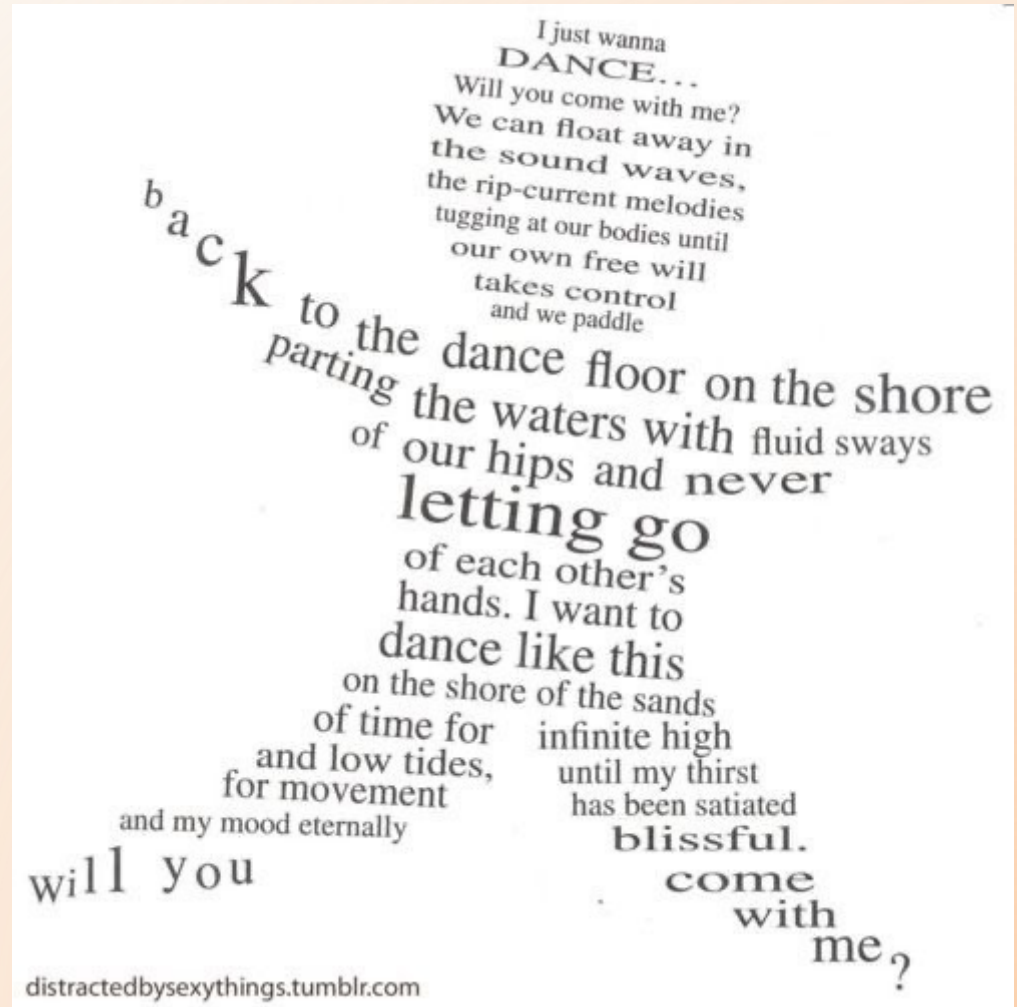 I just wanna
DANCE...
Will you come with me?
We can float away in
the sound waves,
the rip-current melodies
tugging at our bodies until
our own free will
takes control
and we paddle
back to the dance floor on the shore
parting the waters with fluid sways
of our hips and never
letting go
of each other's
hands. I want to
dance like this
on the shore of the sands
of time for infinite high
and low tides, until my thirst
for movement has been satiated
and my mood eternally blissful.
will you come
with
me?
distractedbysexythings.tumblr.com